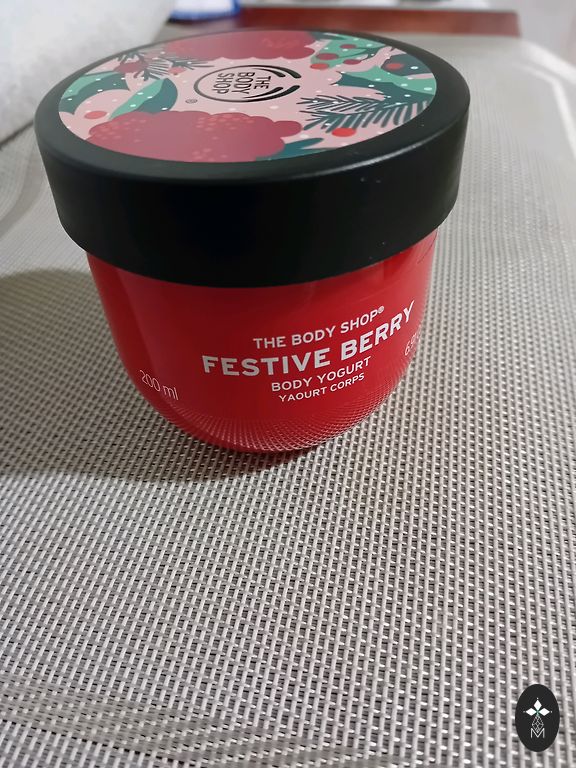 THE
BODY
SHOP
®
THE BODY SHOP®
FESTIVE BERRY
BODY YOGURT
YAOURT CORPS
200 ml